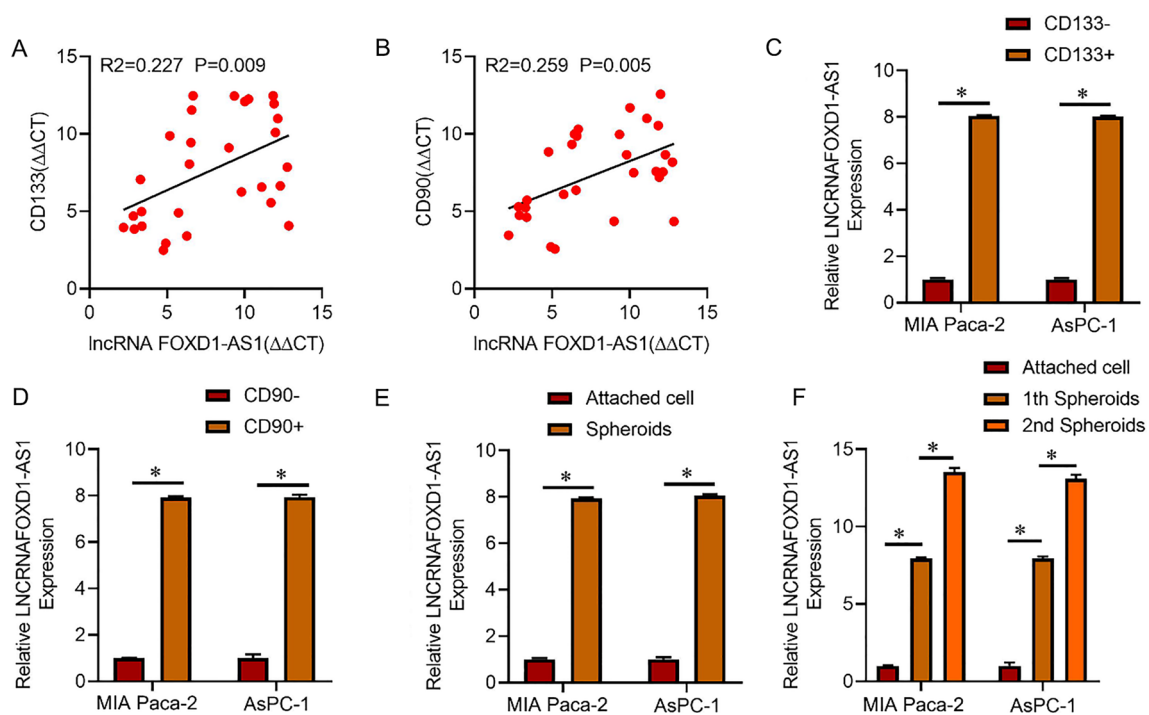 A
R2=0.227 P=0.009
CD133(ΔΔCT)
15
10
5
0
0 5 10 15
lncRNA FOXD1-AS1(ΔΔCT)
B
R2=0.259 P=0.005
CD90(ΔΔCT)
15
10
5
0
0 5 10 15
lncRNA FOXD1-AS1(ΔΔCT)
C
CD133-
CD133+
Relative LNCRNAFOXD1-AS1
Expression
10
8
6
4
2
0
* *
MIA Paca-2 AsPC-1
D
CD90-
CD90+
Relative LNCRNAFOXD1-AS1
Expression
10
8
6
4
2
0
* *
MIA Paca-2 AsPC-1
E
Attached cell
Spheroids
Relative LNCRNAFOXD1-AS1
Expression
10
8
6
4
2
0
* *
MIA Paca-2 AsPC-1
F
Attached cell
1th Spheroids
2nd Spheroids
Relative LNCRNAFOXD1-AS1
Expression
15
10
5
0
* * * *
MIA Paca-2 AsPC-1